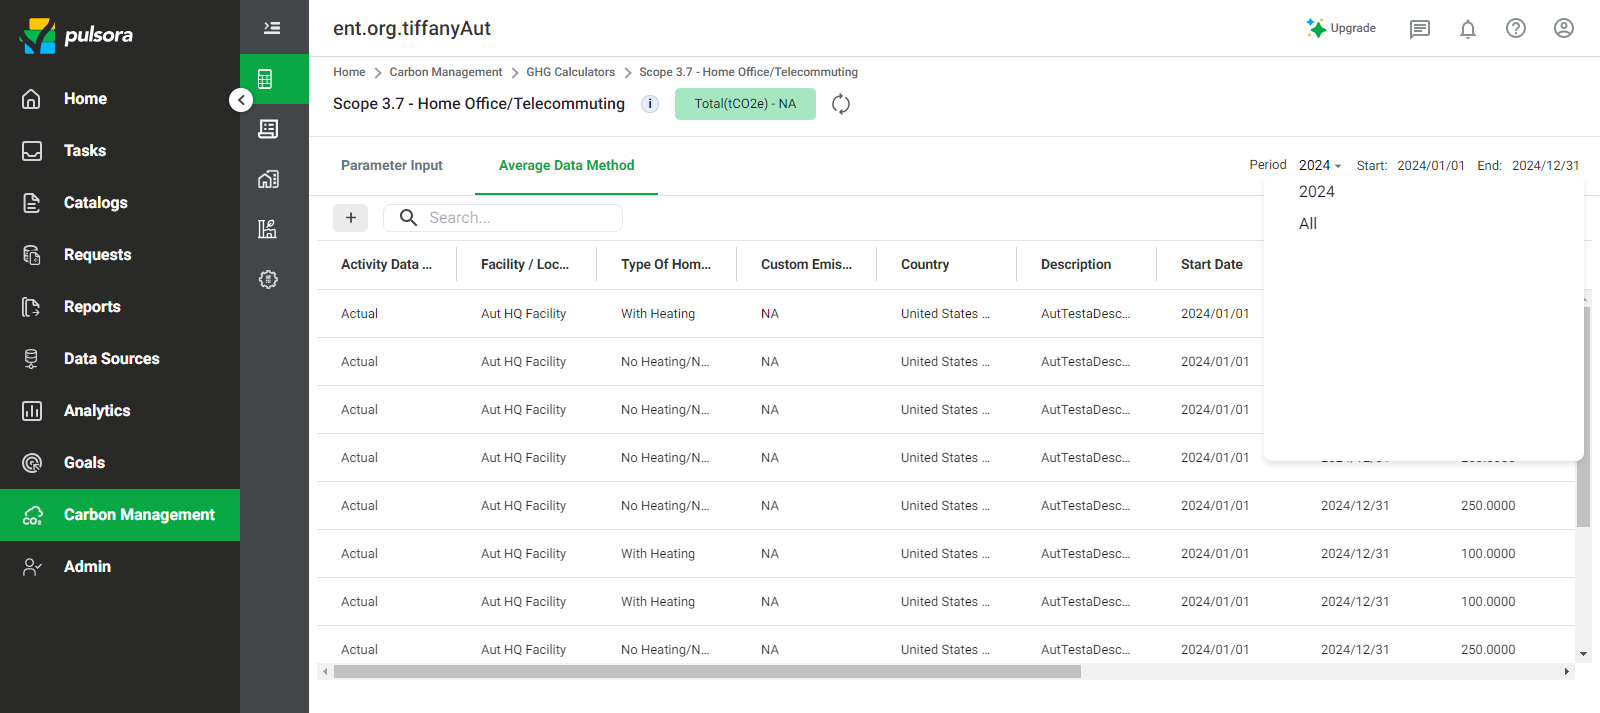 pulsora
Home
Tasks
Catalogs
Requests
Reports
Data Sources
Analytics
Goals
Carbon Management
Admin
ent.org.tiffanyAut
Upgrade
Home > Carbon Management > GHG Calculators > Scope 3.7 - Home Office/Telecommuting
Scope 3.7 - Home Office/Telecommuting i Total(tCO2e) - NA
Parameter Input Average Data Method Period 2024 Start: 2024/01/01 End: 2024/12/31
2024
All
+ Search...
Activity Data ... Facility / Loc... Type Of Hom... Custom Emis... Country Description Start Date
Actual Aut HQ Facility With Heating NA United States ... AutTestaDesc... 2024/01/01
Actual Aut HQ Facility No Heating/N... NA United States ... AutTestaDesc... 2024/01/01
Actual Aut HQ Facility No Heating/N... NA United States ... AutTestaDesc... 2024/01/01
Actual Aut HQ Facility No Heating/N... NA United States ... AutTestaDesc... 2024/01/01
Actual Aut HQ Facility No Heating/N... NA United States ... AutTestaDesc... 2024/01/01 2024/12/31 250.0000
Actual Aut HQ Facility With Heating NA United States ... AutTestaDesc... 2024/01/01 2024/12/31 100.0000
Actual Aut HQ Facility With Heating NA United States ... AutTestaDesc... 2024/01/01 2024/12/31 100.0000
Actual Aut HQ Facility No Heating/N... NA United States ... AutTestaDesc... 2024/01/01 2024/12/31 250.0000